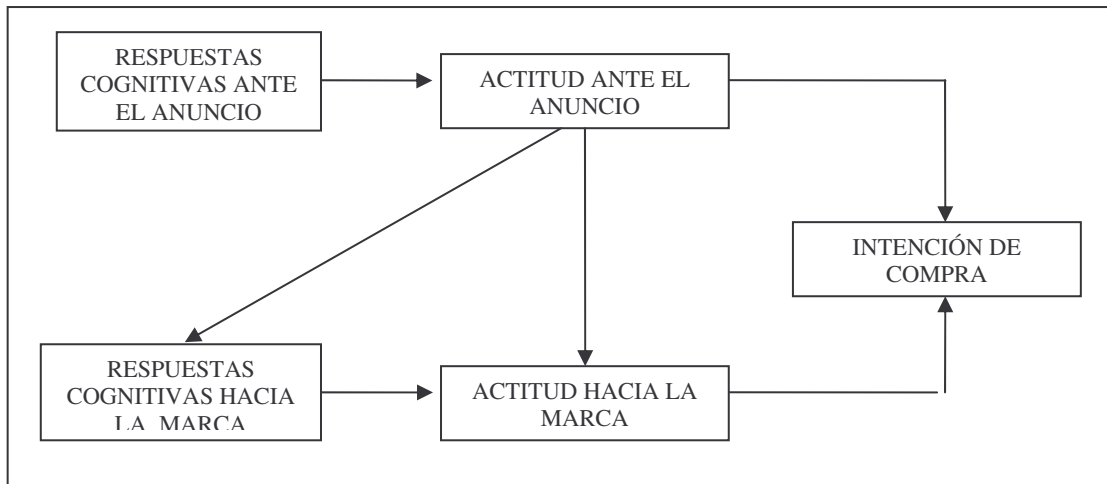 RESPUESTAS
COGNITIVAS ANTE
EL ANUNCIO
ACTITUD ANTE EL
ANUNCIO
INTENCIÓN DE
COMPRA
RESPUESTAS
COGNITIVAS HACIA
LA MARCA
ACTITUD HACIA LA
MARCA